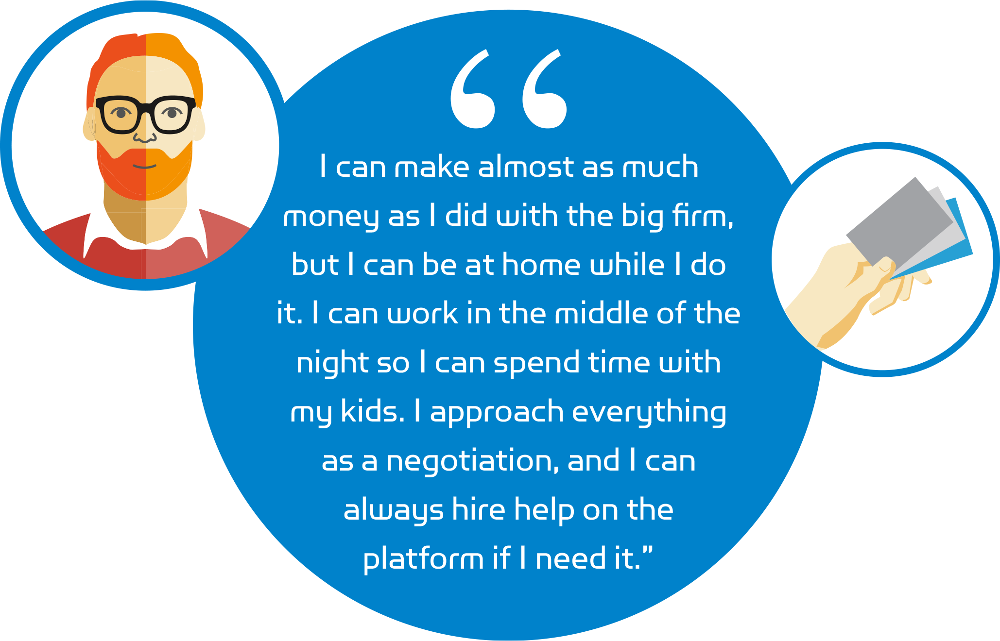 “
I can make almost as much
money as I did with the big firm,
but I can be at home while I do
it. I can work in the middle of the
night so I can spend time with
my kids. I approach everything
as a negotiation, and I can
always hire help on the
platform if I need it.”